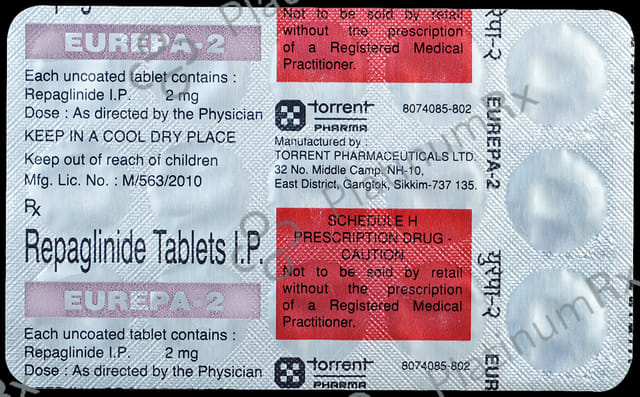 EUREPA-2
Each uncoated tablet contains :
Repaglinide I.P. 2 mg
Dose : As directed by the Physician
KEEP IN A COOL DRY PLACE
Keep out of reach of children
Mfg. Lic. No. : M/563/2010
Rx
Repaglinide Tablets I.P.
EUREPA-2
Each uncoated tablet contains :
Repaglinide I.P. 2 mg
Dose : As directed by the Physician
Not to be sold by retail
without the prescription
of a Registered Medical
Practitioner.
torrent
PHARMA
8074085-802
Manufactured by :
TORRENT PHARMACEUTICALS LTD.
32 No. Middle Camp, NH-10,
East District, Gangtok, Sikkim-737 135.
SCHEDULE H
PRESCRIPTION DRUG -
CAUTION
Not to be sold by retail
without the prescription
of a Registered Medical
Practitioner.
torrent
PHARMA
8074085-802
EUREPA-2
यूरेपा-२
EUR
PlatinumRx
PlatinumRx
PlatinumRx